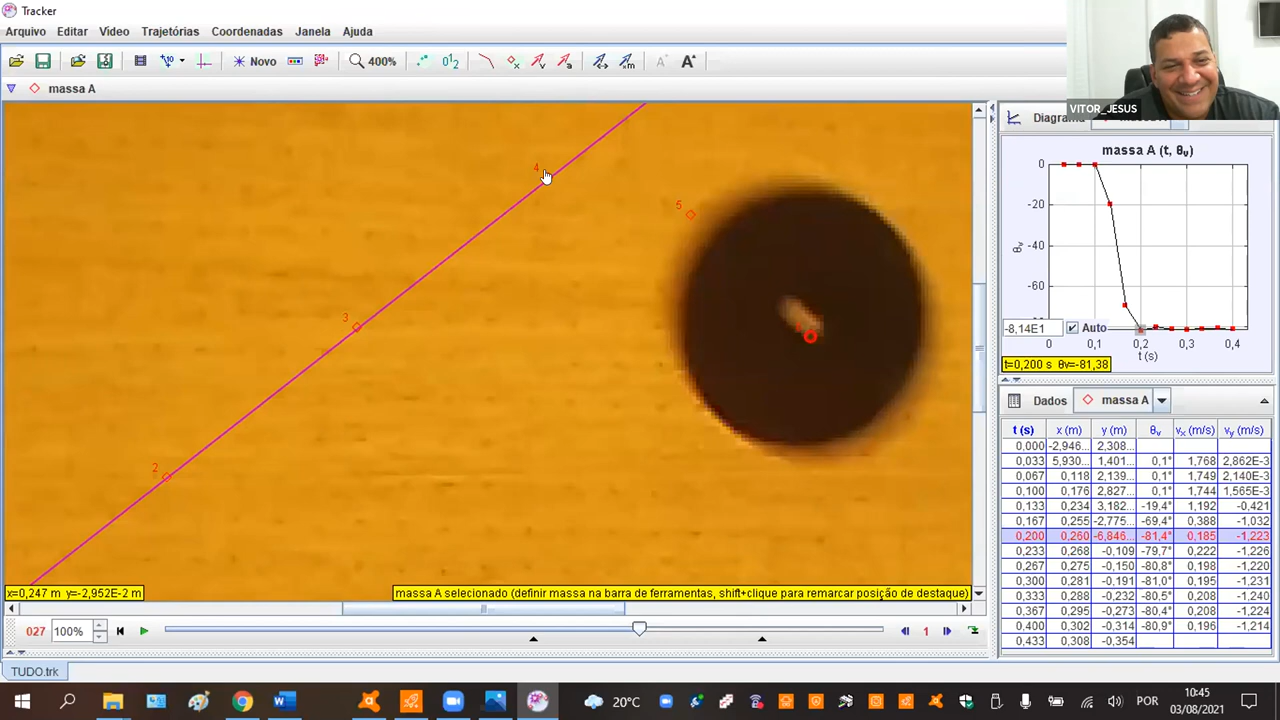 Tracker
Arquivo Editar Vídeo Trajetórias Coordenadas Janela Ajuda
Novo 400%
massa A
VITOR_JESUS
Diagrama
massa A (t, θv)
0
-20
-40
-60
θv
-8,14E1 Auto
0 0,1 0,2 0,3 0,4
t (s)
t=0,200 s θv=-81,38
4
5
3
2
Dados massa A
t (s) x (m) y (m) θv vx (m/s) vy (m/s)
0,000 -2,946... 2,308...
0,033 5,930... 1,401... 0,1° 1,768 2,862E-3
0,067 0,118 2,139... 0,1° 1,749 2,140E-3
0,100 0,176 2,827... 0,1° 1,744 1,565E-3
0,133 0,234 3,182... -19,4° 1,192 -0,421
0,167 0,255 -2,775... -69,4° 0,388 -1,032
0,200 0,260 -6,846... -81,4° 0,185 -1,223
0,233 0,268 -0,109 -79,7° 0,222 -1,226
0,267 0,275 -0,150 -80,8° 0,198 -1,220
0,300 0,281 -0,191 -81,0° 0,195 -1,231
0,333 0,288 -0,232 -80,5° 0,208 -1,240
0,367 0,295 -0,273 -80,4° 0,208 -1,224
0,400 0,302 -0,314 -80,9° 0,196 -1,214
0,433 0,308 -0,354
x=0,247 m y=-2,952E-2 m
massa A selecionado (definir massa na barra de ferramentas, shift+clique para remarcar posição de destaque)
027 100% 1
TUDO.trk
20°C POR 10:45
03/08/2021